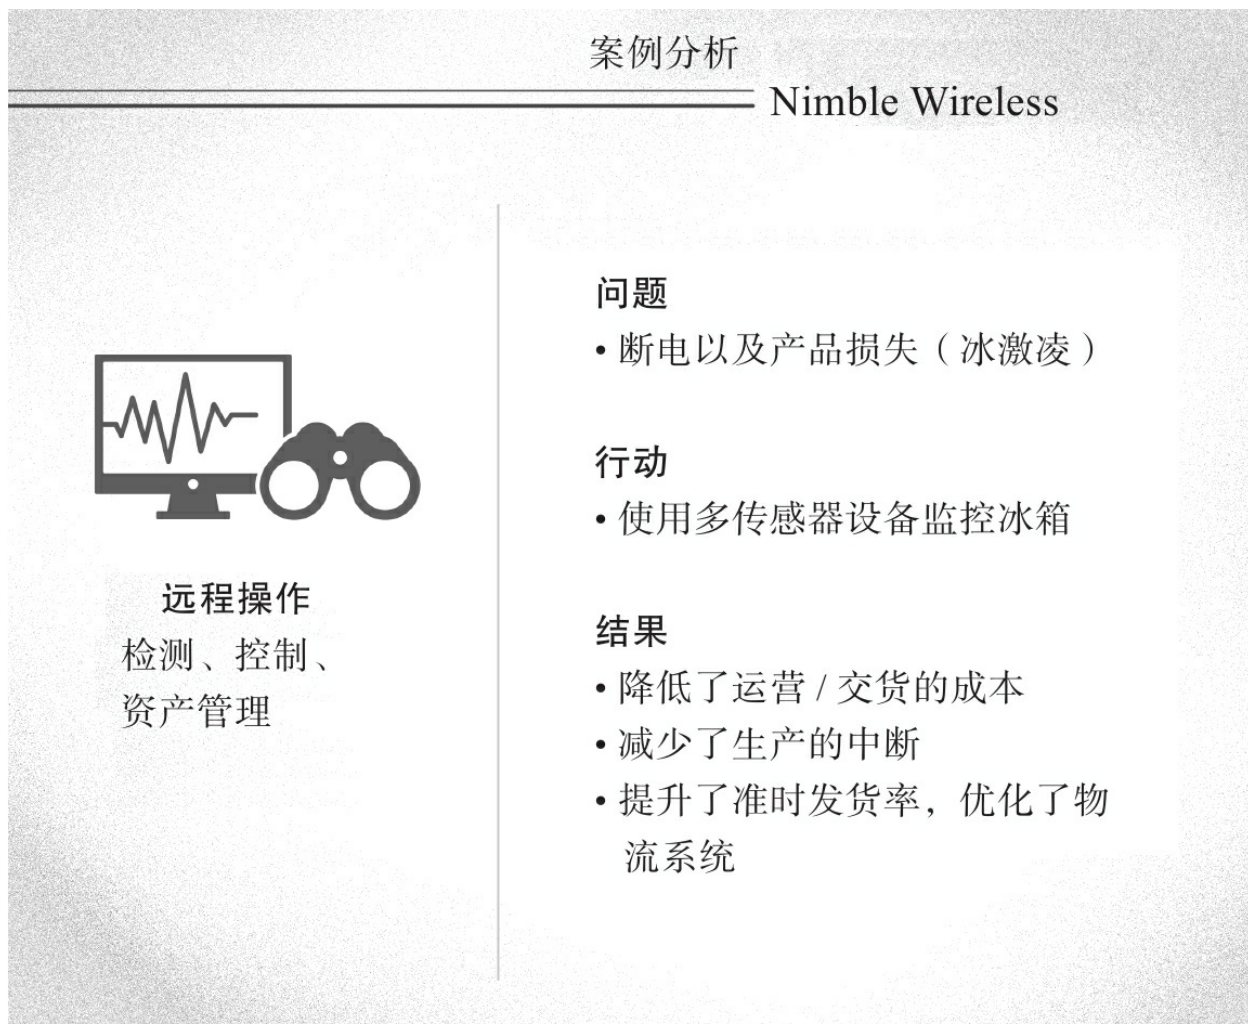 案例分析
Nimble Wireless
远程操作
检测、控制、
资产管理
问题
• 断电以及产品损失（冰激凌）
行动
• 使用多传感器设备监控冰箱
结果
• 降低了运营 / 交货的成本
• 减少了生产的中断
• 提升了准时发货率，优化了物
流系统